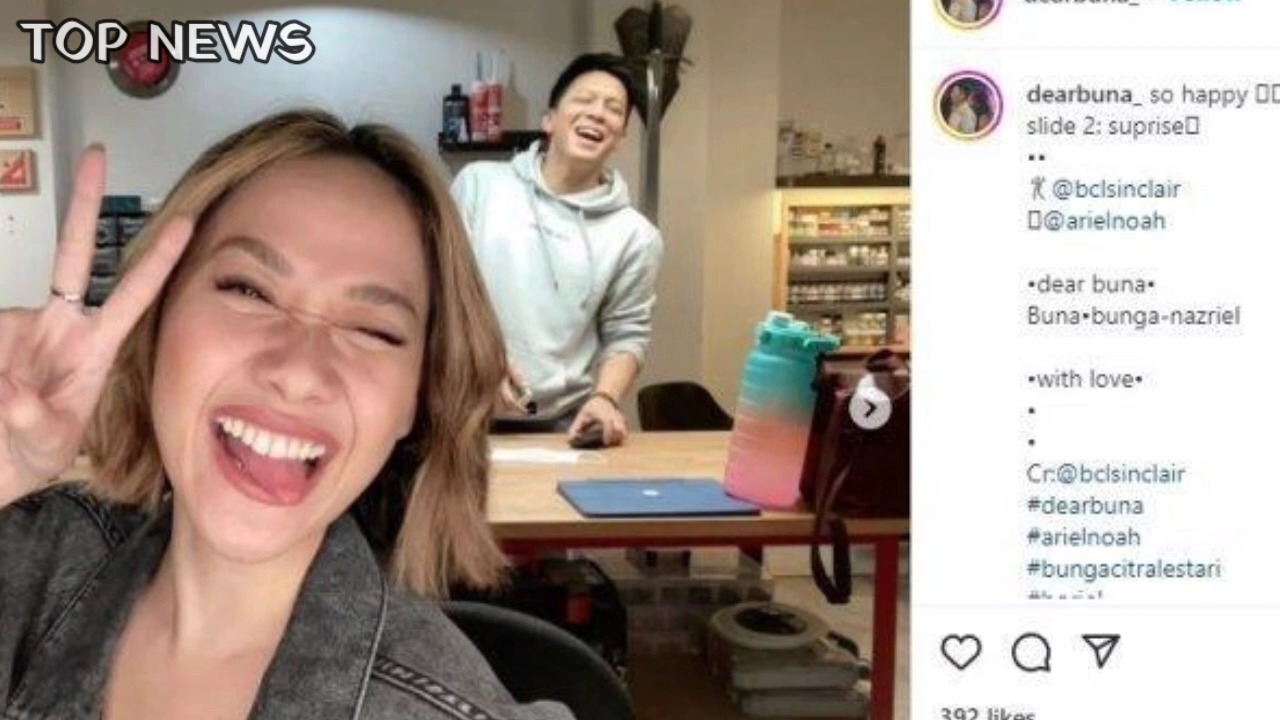 TOP NEWS
dearbuna_ so happy
slide 2: suprise
••
@bclsinclair
@arielnoah
•dear buna•
Buna•bunga-nazriel
•with love•
•
•
Cr:@bclsinclair
#dearbuna
#arielnoah
#bungacitralestari
392 likes